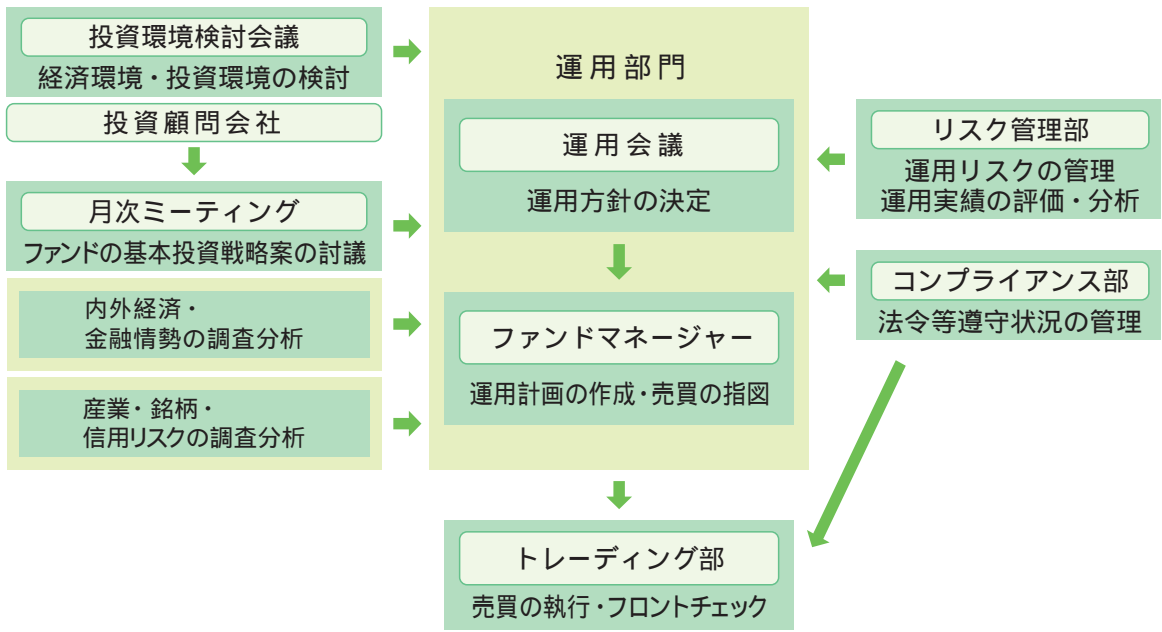 投資環境検討会議
経済環境・投資環境の検討
投資顧問会社
月次ミーティング
ファンドの基本投資戦略案の討議
内外経済・
金融情勢の調査分析
産業・銘柄・
信用リスクの調査分析
運用部門
運用会議
運用方針の決定
ファンドマネージャー
運用計画の作成・売買の指図
トレーディング部
売買の執行・フロントチェック
リスク管理部
運用リスクの管理
運用実績の評価・分析
コンプライアンス部
法令等遵守状況の管理